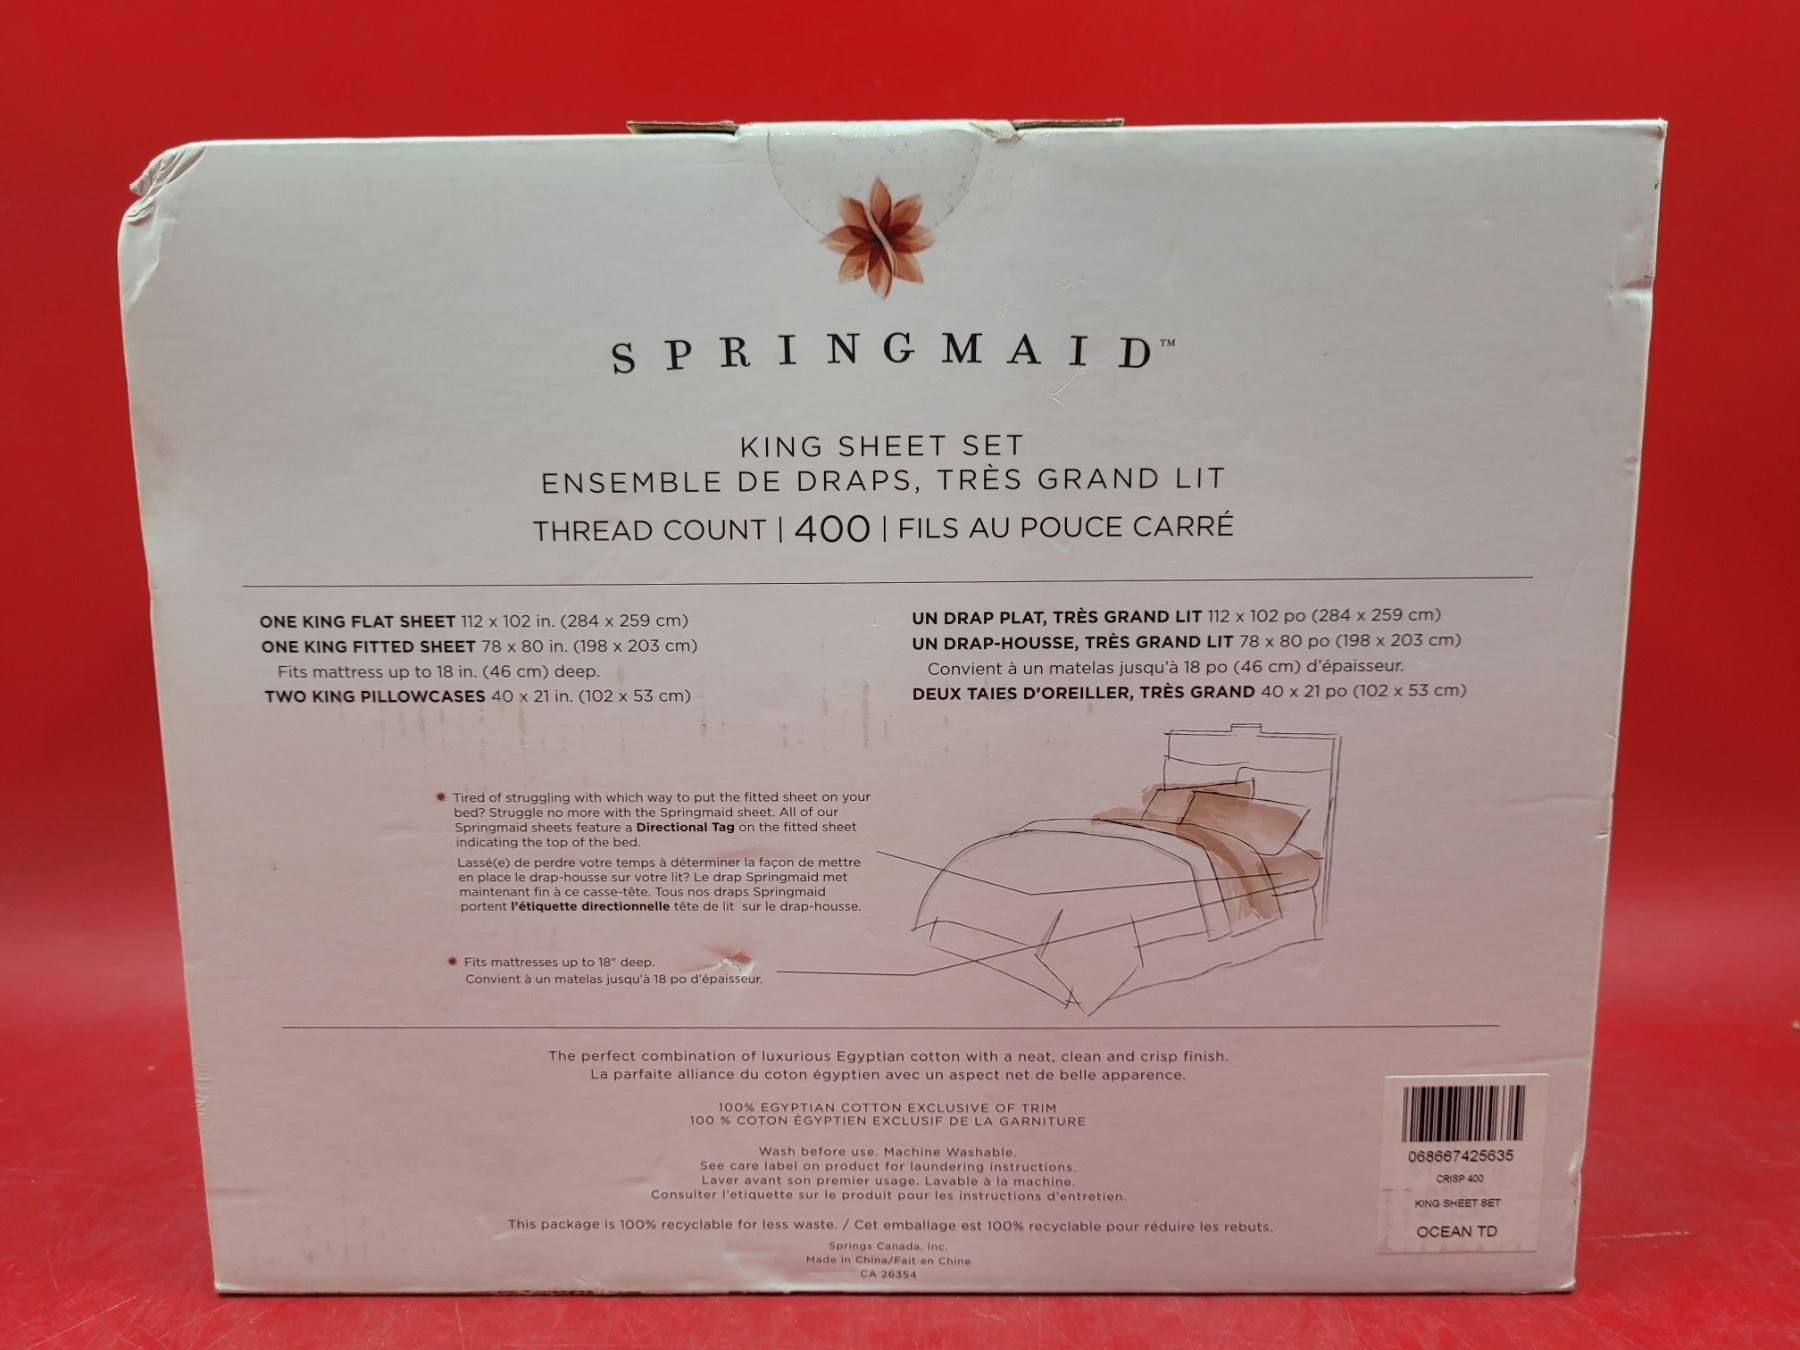 SPRINGMAID™
KING SHEET SET
ENSEMBLE DE DRAPS, TRÈS GRAND LIT
THREAD COUNT | 400 | FILS AU POUCE CARRÉ
ONE KING FLAT SHEET 112 x 102 in. (284 x 259 cm)
ONE KING FITTED SHEET 78 x 80 in. (198 x 203 cm)
Fits mattress up to 18 in. (46 cm) deep.
TWO KING PILLOWCASES 40 x 21 in. (102 x 53 cm)
UN DRAP PLAT, TRÈS GRAND LIT 112 x 102 po (284 x 259 cm)
UN DRAP-HOUSSE, TRÈS GRAND LIT 78 x 80 po (198 x 203 cm)
Convient à un matelas jusqu'à 18 po (46 cm) d'épaisseur.
DEUX TAIES D'OREILLER, TRÈS GRAND 40 x 21 po (102 x 53 cm)
Tired of struggling with which way to put the fitted sheet on your
bed? Struggle no more with the Springmaid sheet. All of our
Springmaid sheets feature a Directional Tag on the fitted sheet
indicating the top of the bed.
Lassé(e) de perdre votre temps à déterminer la façon de mettre
en place le drap-housse sur votre lit? Le drap Springmaid met
maintenant fin à ce casse-tête. Tous nos draps Springmaid
portent l'étiquette directionnelle tête de lit sur le drap-housse.
Fits mattresses up to 18" deep.
Convient à un matelas jusqu'à 18 po d'épaisseur.
The perfect combination of luxurious Egyptian cotton with a neat, clean and crisp finish.
La parfaite alliance du coton égyptien avec un aspect net de belle apparence.
100% EGYPTIAN COTTON EXCLUSIVE OF TRIM
100 % COTON ÉGYPTIEN EXCLUSIF DE LA GARNITURE
Wash before use. Machine Washable.
See care label on product for laundering instructions.
Laver avant son premier usage. Lavable à la machine.
Consulter l'etiquette sur le produit pour les instructions d'entretien.
This package is 100% recyclable for less waste. / Cet emballage est 100% recyclable pour réduire les rebuts.
Springs Canada, Inc.
Made in China/Fait en Chine
CA 26354
068667425635
CRISP 400
KING SHEET SET
OCEAN TD